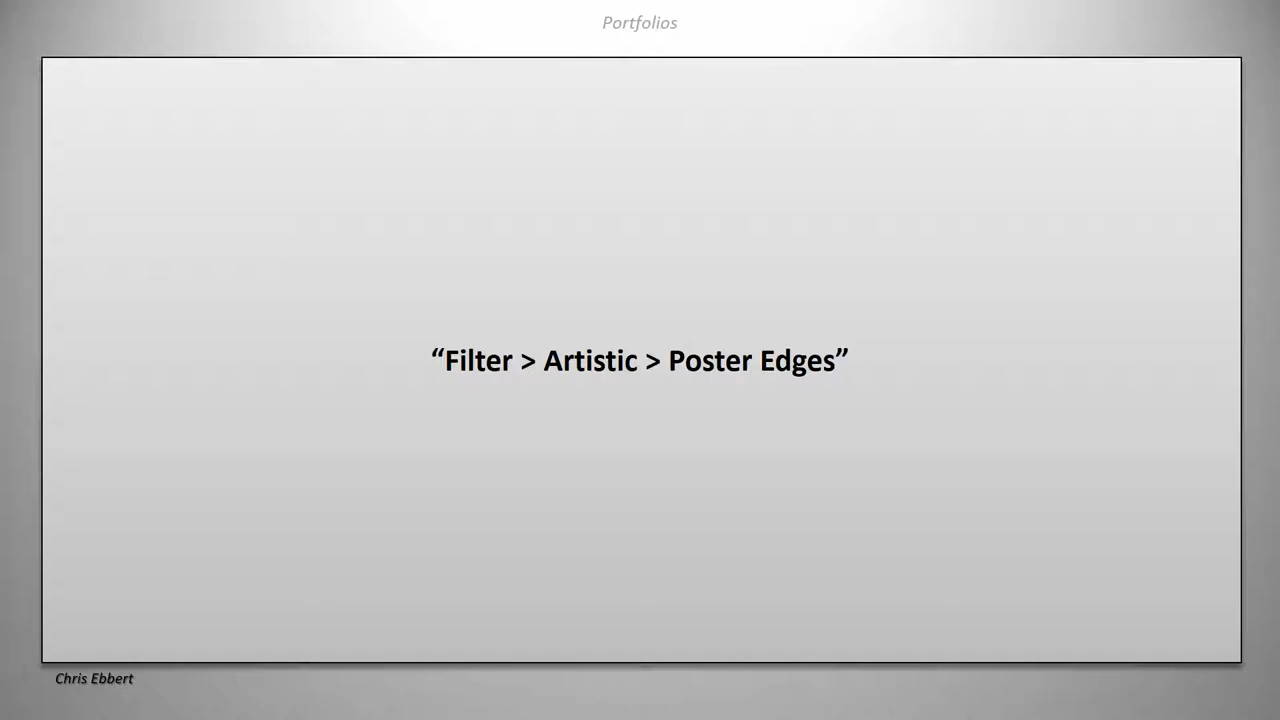 Portfolios
“Filter > Artistic > Poster Edges”
Chris Ebbert